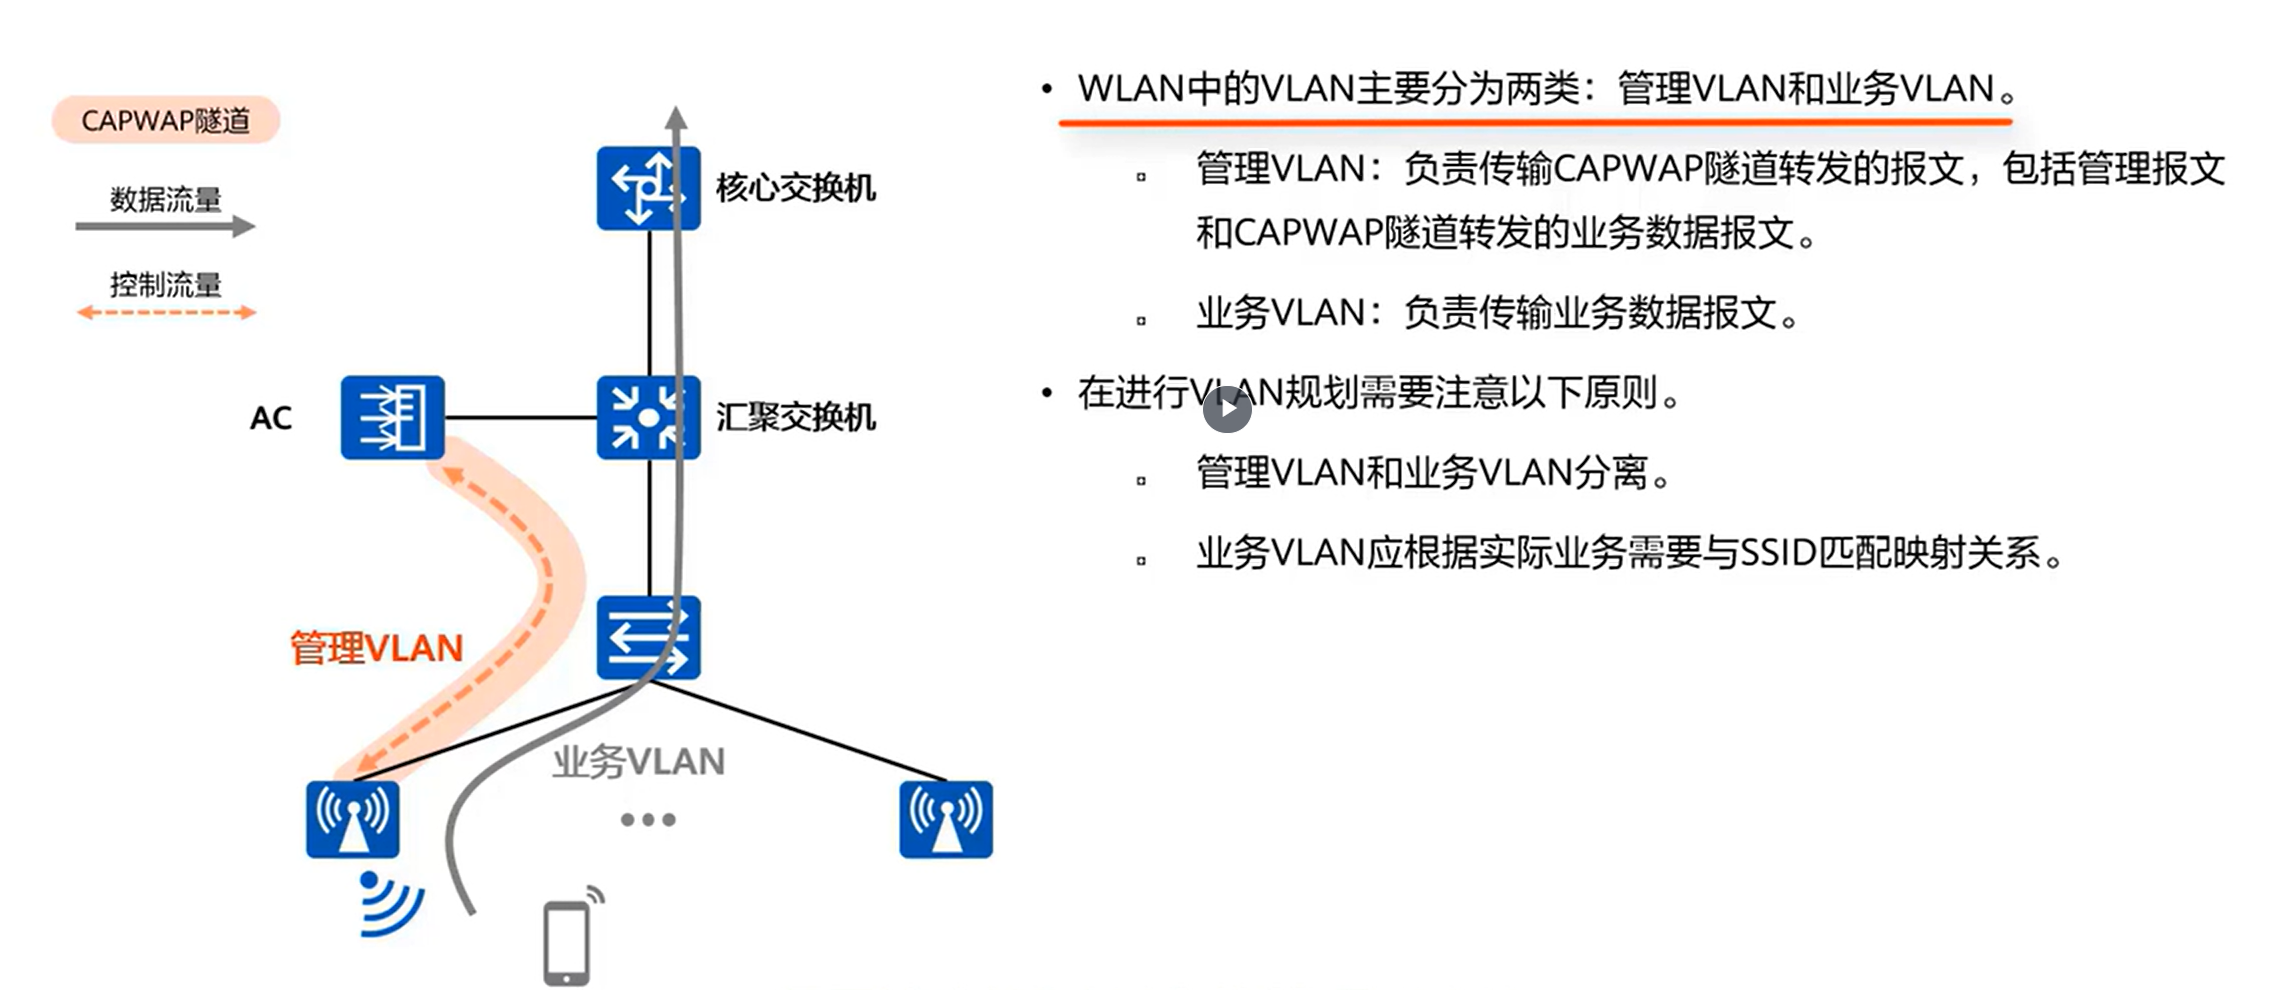 CAPWAP隧道
数据流量
控制流量
核心交换机
AC
汇聚交换机
管理VLAN
业务VLAN
WLAN中的VLAN主要分为两类：管理VLAN和业务VLAN。
管理VLAN：负责传输CAPWAP隧道转发的报文，包括管理报文
和CAPWAP隧道转发的业务数据报文。
业务VLAN：负责传输业务数据报文。
在进行VLAN规划需要注意以下原则。
管理VLAN和业务VLAN分离。
业务VLAN应根据实际业务需要与SSID匹配映射关系。